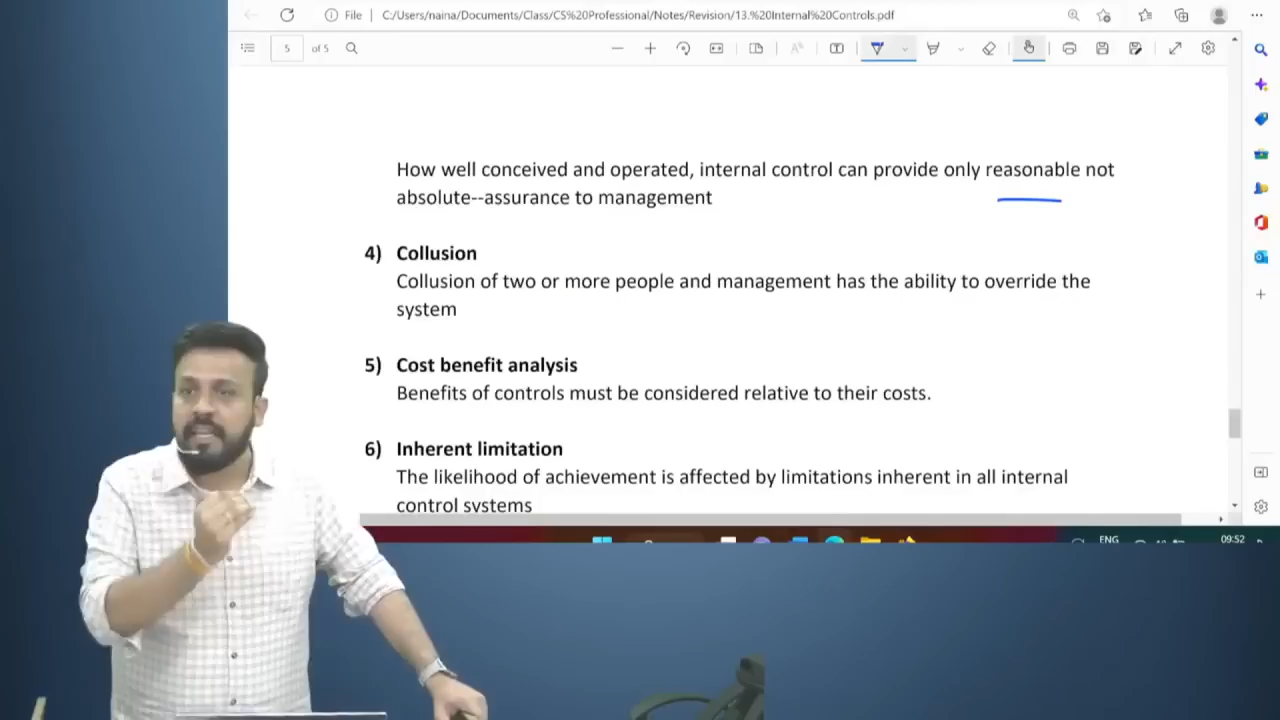 File
C:/Users/naina/Documents/Class/CS%20Professional/Notes/Revision/13.%20Internal%20Controls.pdf
5 of 5
How well conceived and operated, internal control can provide only reasonable not
absolute--assurance to management
4) Collusion
Collusion of two or more people and management has the ability to override the
system
5) Cost benefit analysis
Benefits of controls must be considered relative to their costs.
6) Inherent limitation
The likelihood of achievement is affected by limitations inherent in all internal
control systems
ENG
09:52